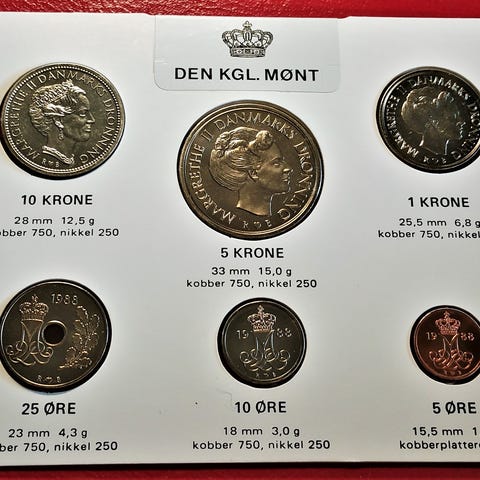 DEN KGL. MØNT
MARGRETHE II DANMARKS DRONNING
R B
10 KRONE
28 mm 12,5 g
kobber 750, nikkel 250
MARGRETHE II DANMARKS DRONNING
R B
5 KRONE
33 mm 15,0 g
kobber 750, nikkel 250
MARGRETHE II DANMARKS DRONNING
R B
1 KRONE
25,5 mm 6,8 g
kobber 750, nikkel
1988
R B
25 ØRE
23 mm 4,3 g
kobber 750, nikkel 250
1988
10 ØRE
18 mm 3,0 g
kobber 750, nikkel 250
1988
5 ØRE
15,5 mm 1
kobberplattere